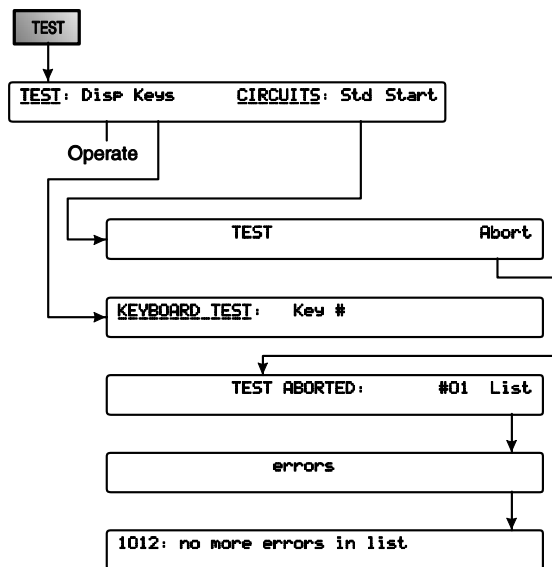 TEST
TEST: Disp Keys CIRCUITS: Std Start
Operate
TEST Abort
KEYBOARD TEST: Key #
TEST ABORTED: #01 List
errors
1012: no more errors in list